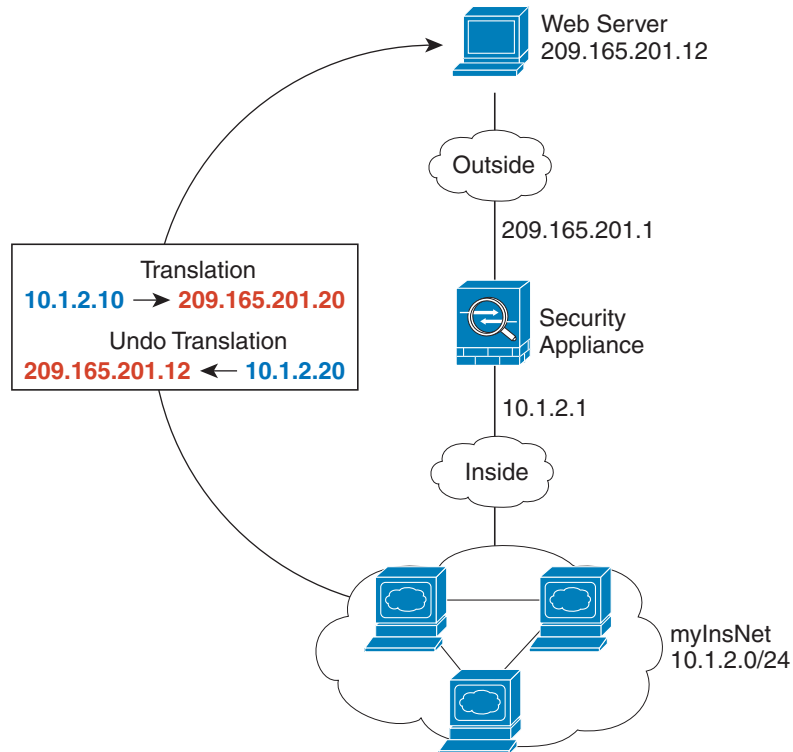 Web Server
209.165.201.12
Outside
209.165.201.1
Translation
10.1.2.10 → 209.165.201.20
Undo Translation
209.165.201.12 ← 10.1.2.20
Security
Appliance
10.1.2.1
Inside
myInsNet
10.1.2.0/24